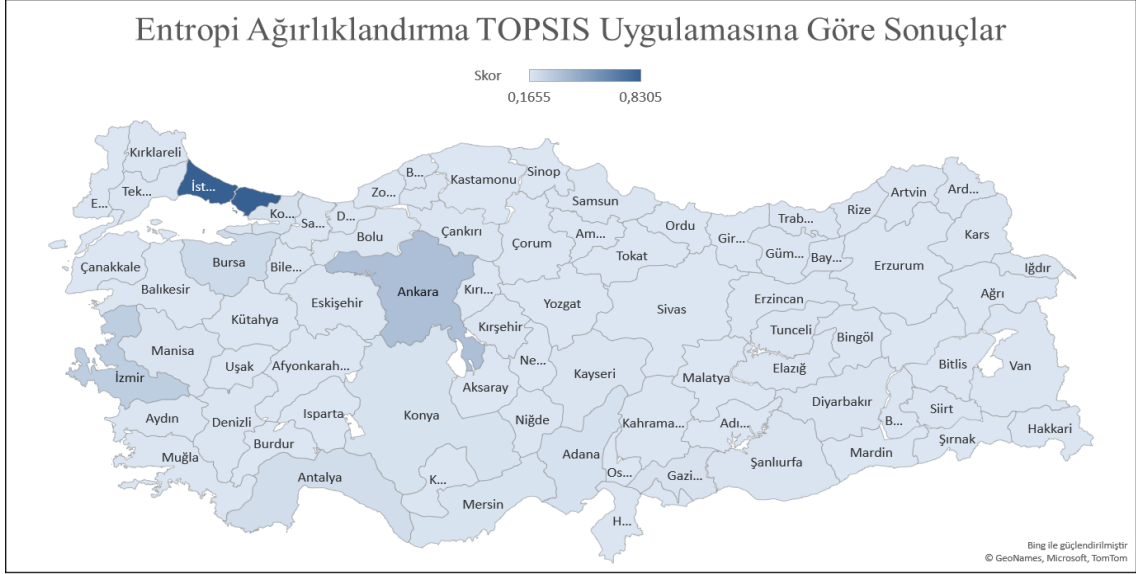 Entropi Ağırlıklandırma TOPSIS Uygulamasına Göre Sonuçlar
Skor
0,1655 0,8305
Kırklareli
Tek...
E...
İst...
Ko...
Sa...
D...
Zo...
B...
Kastamonu
Sinop
Samsun
Bolu
Çankırı
Çorum
Am...
Ordu
Tokat
Gir...
Trab...
Rize
Artvin
Ard...
Kars
Güm...
Bay...
Erzurum
Iğdır
Ağrı
Çanakkale
Balıkesir
Bursa
Bile...
Eskişehir
Ankara
Kırı...
Yozgat
Sivas
Erzincan
Kütahya
Kırşehir
Tunceli
Bingöl
Manisa
Uşak
Afyonkarah...
Ne...
Kayseri
Malatya
Elazığ
Bitlis
Van
İzmir
Aksaray
Aydın
Denizli
Isparta
Konya
Niğde
Kahrama...
Adı...
Diyarbakır
B...
Siirt
Hakkari
Şırnak
Mardin
Muğla
Burdur
Antalya
K...
Mersin
Adana
Os...
Gazi...
Şanlıurfa
H...
Bing ile güçlendirilmiştir
© GeoNames, Microsoft, TomTom